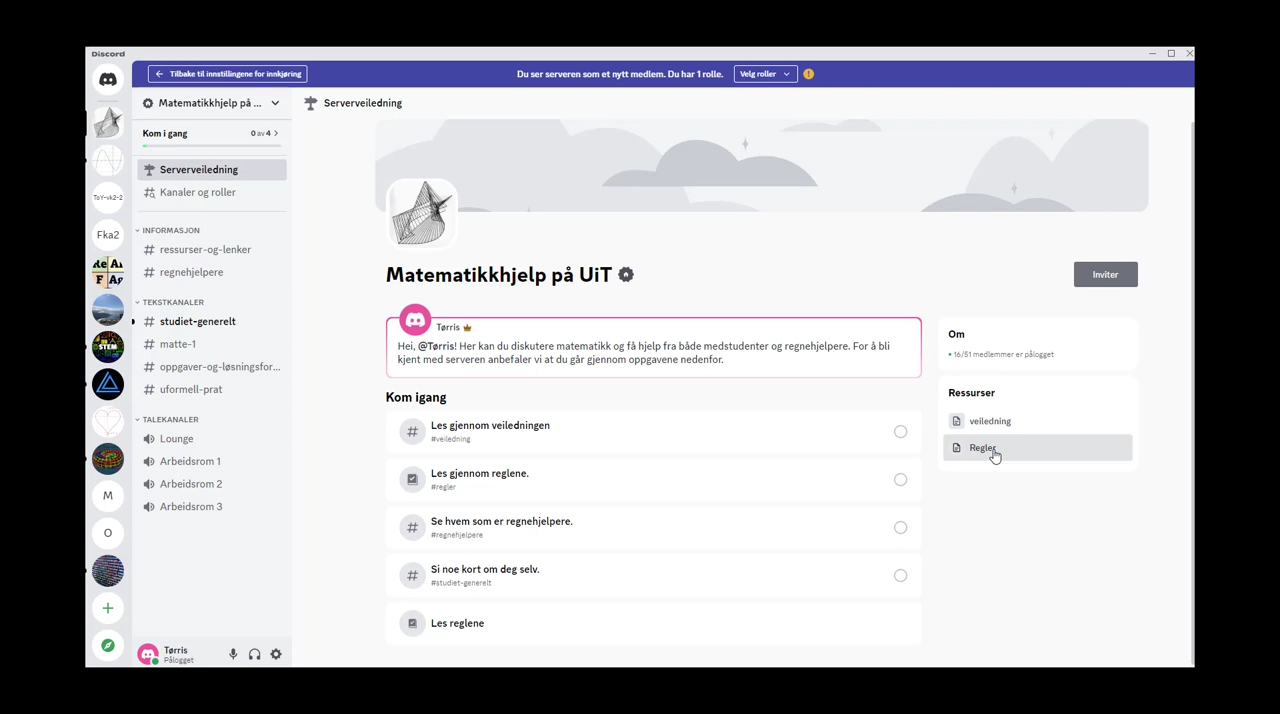 Discord
Tilbake til innstillingene for innkjøring
Du ser serveren som et nytt medlem. Du har 1 rolle.
Velg roller
Matematikkhjelp på ...
Kom i gang
0 av 4
Serverveiledning
Kanaler og roller
INFORMASJON
ressurser-og-lenker
regnehjelpere
TEKSTKANALER
studiet-generelt
matte-1
oppgaver-og-løsningsfor...
uformell-prat
TALEKANALER
Lounge
Arbeidsrom 1
Arbeidsrom 2
Arbeidsrom 3
ToY-vk2-2
Fka2
M
O
Tørris
Pålogget
Serverveiledning
Matematikkhjelp på UiT
Inviter
Tørris
Hei, @Tørris! Her kan du diskutere matematikk og få hjelp fra både medstudenter og regnehjelpere. For å bli
kjent med serveren anbefaler vi at du går gjennom oppgavene nedenfor.
Kom igang
Les gjennom veiledningen
#veiledning
Les gjennom reglene.
#regler
Se hvem som er regnehjelpere.
#regnehjelpere
Si noe kort om deg selv.
#studiet-generelt
Les reglene
Om
16/51 medlemmer er pålogget
Ressurser
veiledning
Regler